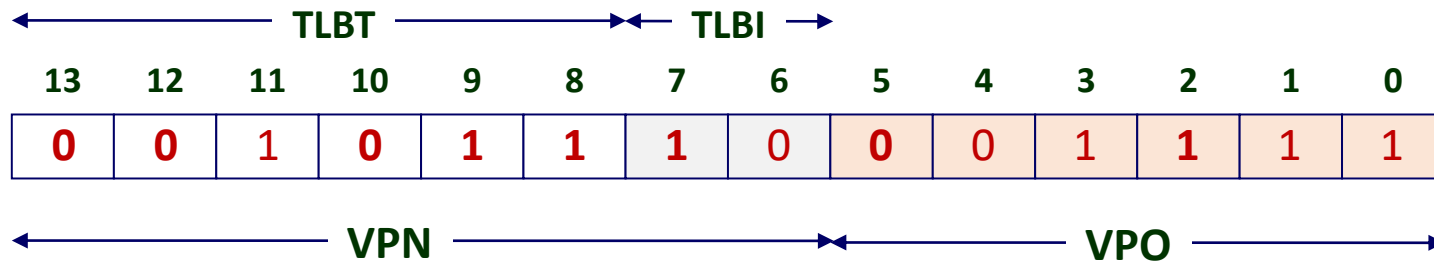 TLBT TLBI
13 12 11 10 9 8 7 6 5 4 3 2 1 0
0 0 1 0 1 1 1 0 0 0 1 1 1 1
VPN VPO